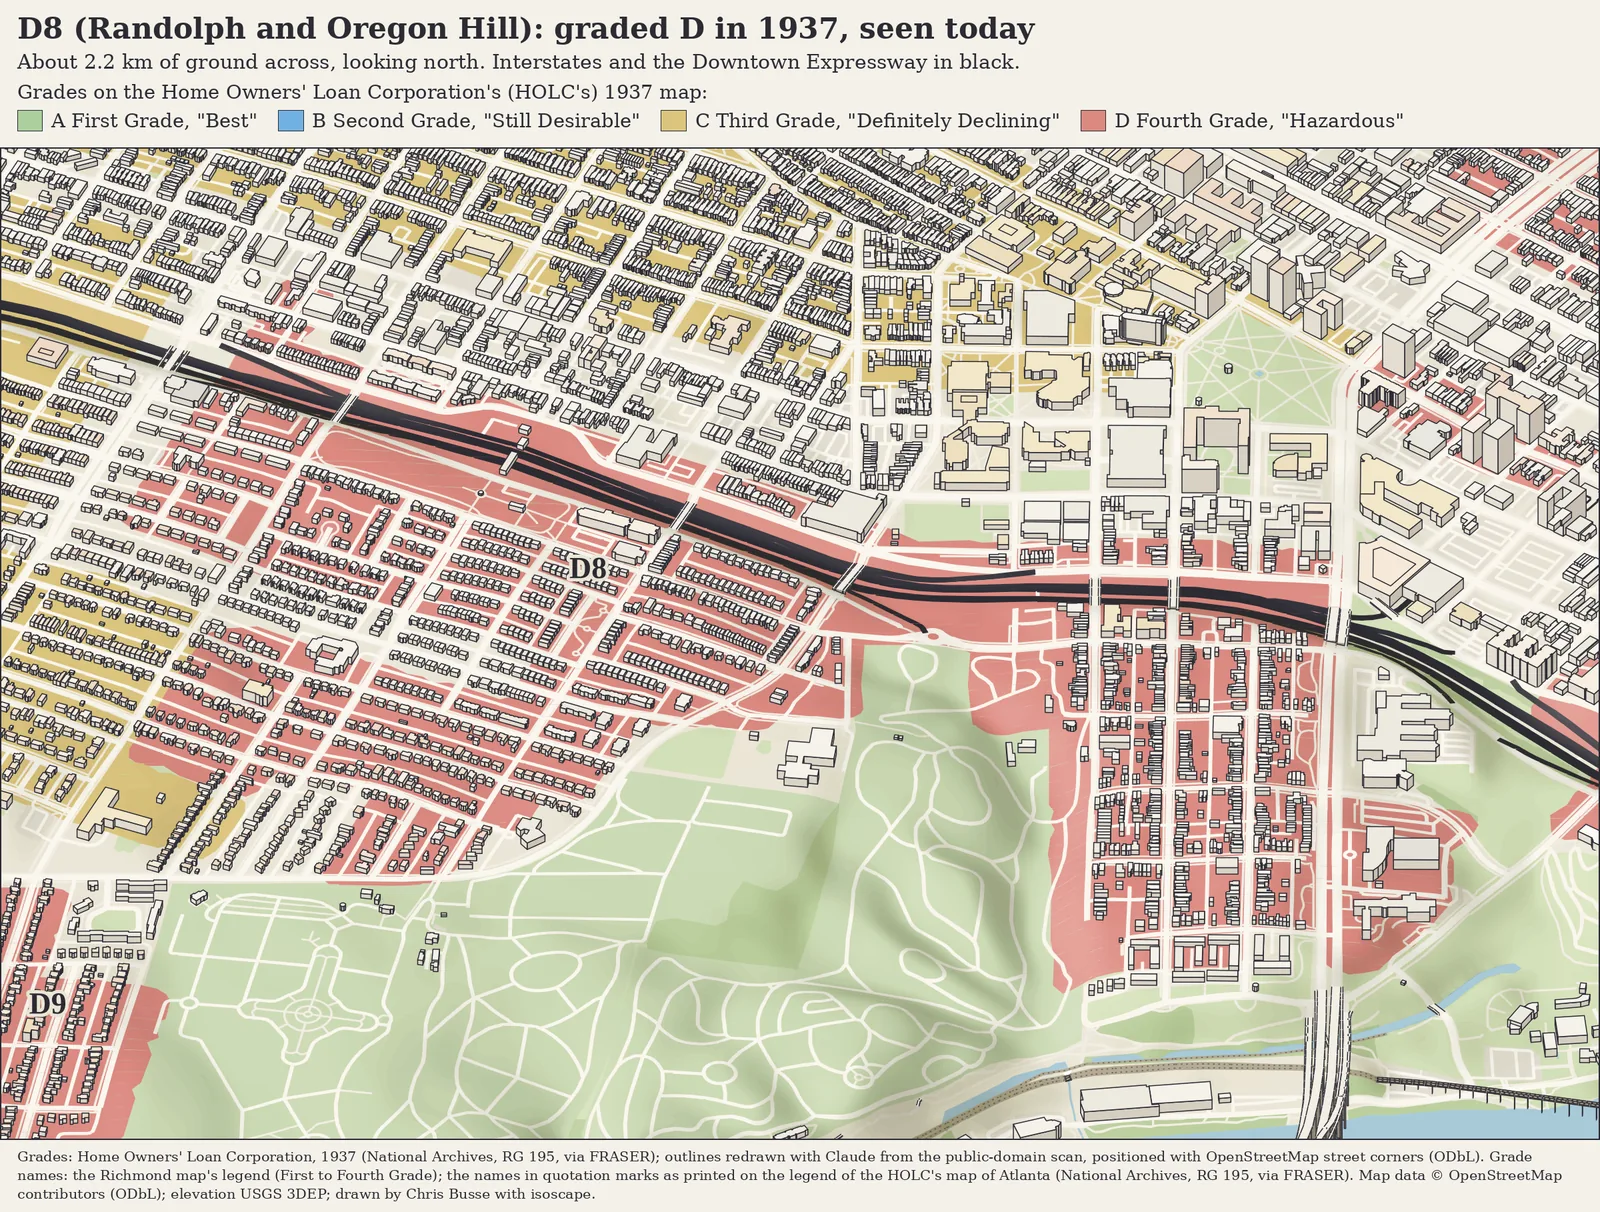 D8 (Randolph and Oregon Hill): graded D in 1937, seen today
About 2.2 km of ground across, looking north. Interstates and the Downtown Expressway in black.
Grades on the Home Owners' Loan Corporation's (HOLC's) 1937 map:
A First Grade, "Best" B Second Grade, "Still Desirable" C Third Grade, "Definitely Declining" D Fourth Grade, "Hazardous"
D8
D9
Grades: Home Owners' Loan Corporation, 1937 (National Archives, RG 195, via FRASER); outlines redrawn with Claude from the public-domain scan, positioned with OpenStreetMap street corners (ODbL). Grade
names: the Richmond map's legend (First to Fourth Grade); the names in quotation marks as printed on the legend of the HOLC's map of Atlanta (National Archives, RG 195, via FRASER). Map data © OpenStreetMap
contributors (ODbL); elevation USGS 3DEP; drawn by Chris Busse with isoscape.